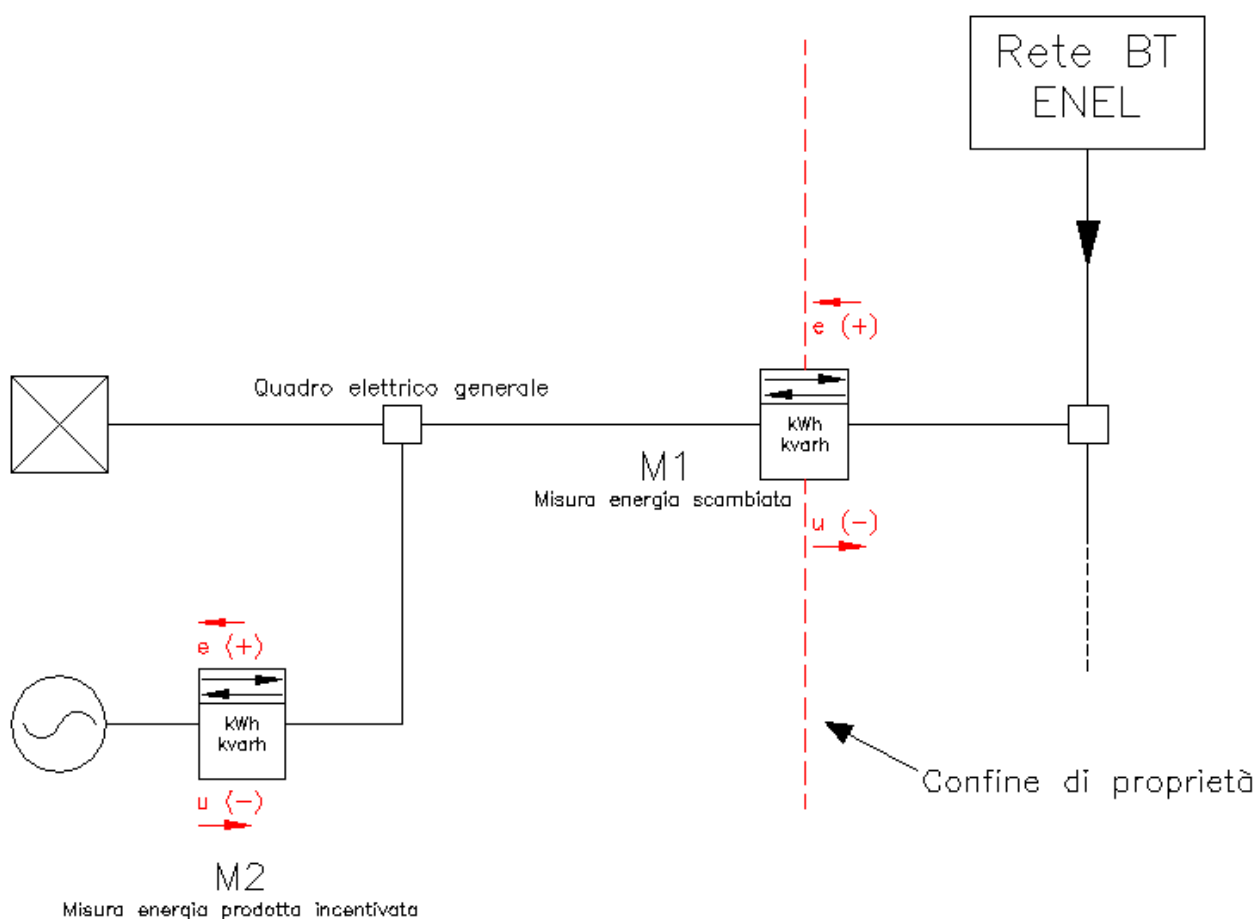 Rete BT
ENEL
e (+)
Quadro elettrico generale
kWh
kvarh
M1
Misura energia scambiata
u (-)
e (+)
kWh
kvarh
u (-)
Confine di proprietà
M2
Misura energia prodotta incentivata